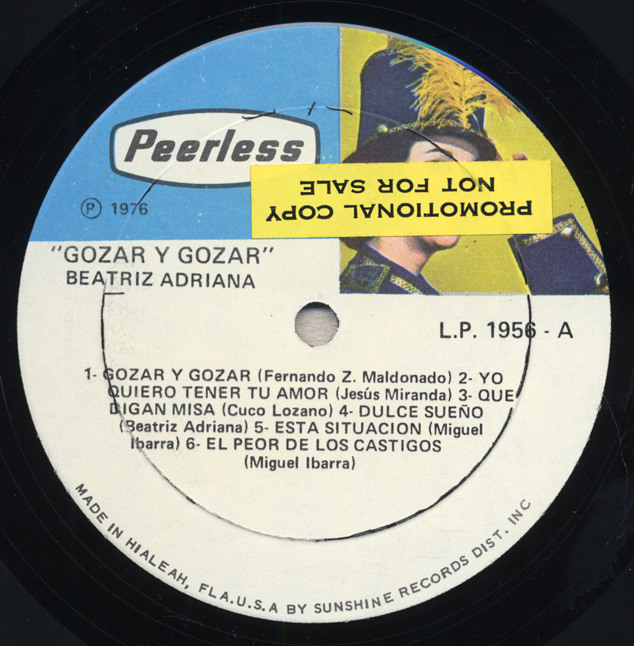 Peerless
PROMOTIONAL COPY
NOT FOR SALE
Ⓟ 1976
"GOZAR Y GOZAR"
BEATRIZ ADRIANA
L.P. 1956 - A
1- GOZAR Y GOZAR (Fernando Z. Maldonado) 2- YO
QUIERO TENER TU AMOR (Jesús Miranda) 3- QUE
DIGAN MISA (Cuco Lozano) 4- DULCE SUEÑO
(Beatriz Adriana) 5- ESTA SITUACION (Miguel
Ibarra) 6- EL PEOR DE LOS CASTIGOS
(Miguel Ibarra)
MADE IN HIALEAH, FLA.U.S.A BY SUNSHINE RECORDS DIST. INC